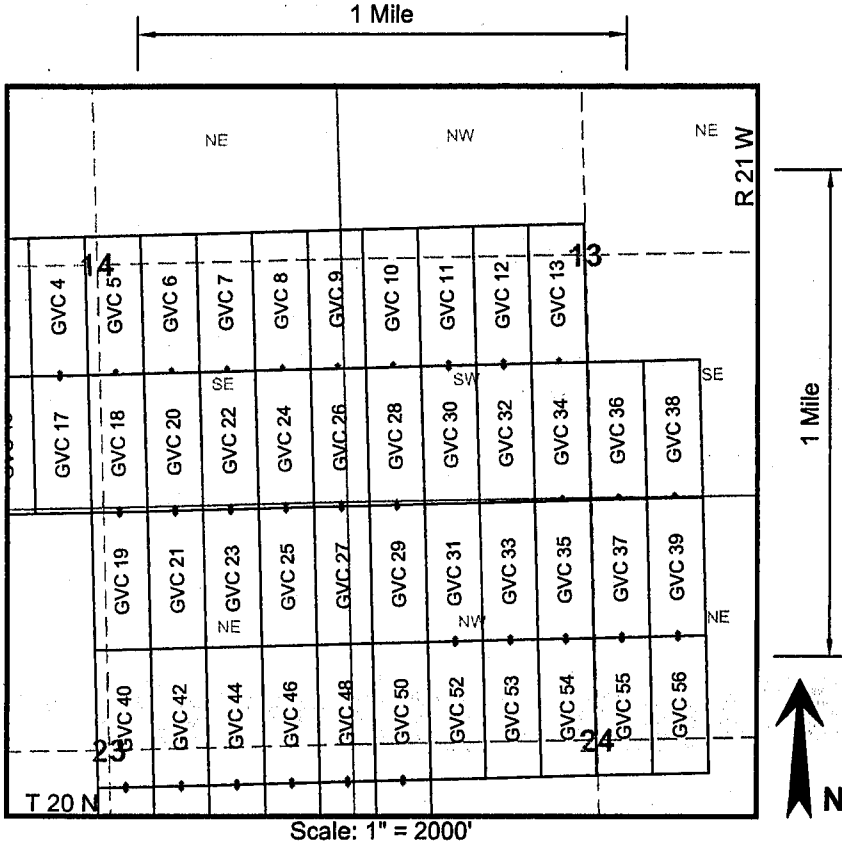 1 Mile
NE
NW
NE
R 21 W
14
13
GVC 4
GVC 5
GVC 6
GVC 7
GVC 8
GVC 9
GVC 10
GVC 11
GVC 12
GVC 13
1 Mile
SE
SW
SE
GVC 17
GVC 18
GVC 20
GVC 22
GVC 24
GVC 26
GVC 28
GVC 30
GVC 32
GVC 34
GVC 36
GVC 38
GVC 19
GVC 21
GVC 23
GVC 25
GVC 27
GVC 29
GVC 31
GVC 33
GVC 35
GVC 37
GVC 39
NE
NW
NE
GVC 40
GVC 42
GVC 44
GVC 46
GVC 48
GVC 50
GVC 52
GVC 53
GVC 54
GVC 55
GVC 56
23
24
T 20 N
N
Scale: 1" = 2000'